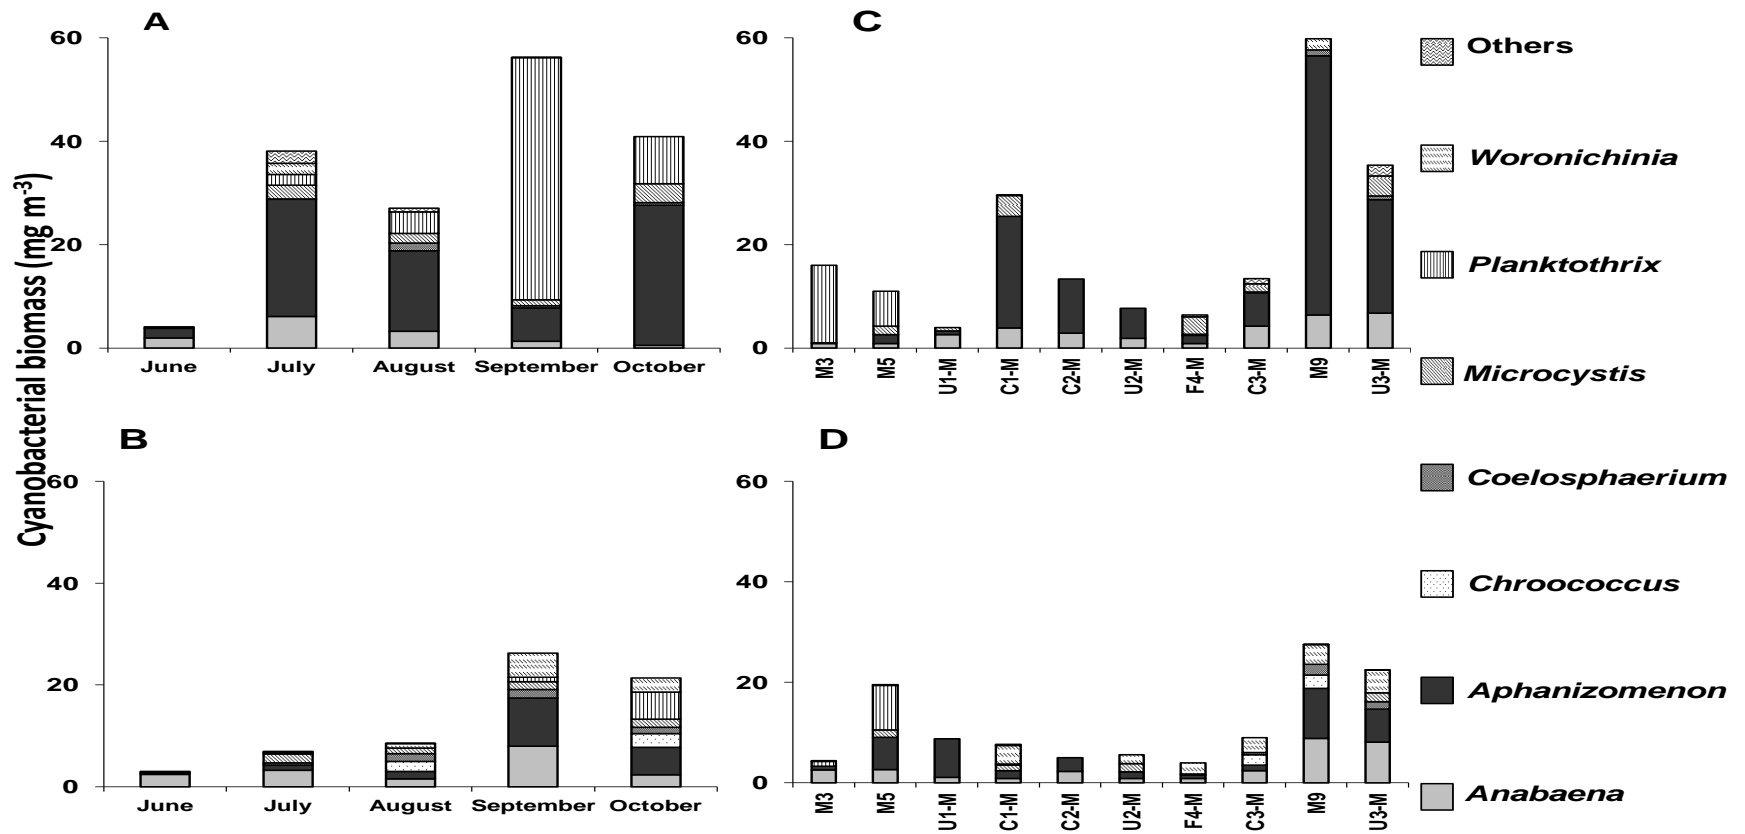 Cyanobacterial biomass (mg m-3)
A
60
40
20
0
June July August September October
C
60
40
20
0
M3 M5 U1-M C1-M C2-M U2-M F4-M C3-M M9 U3-M
B
60
40
20
0
June July August September October
D
60
40
20
0
M3 M5 U1-M C1-M C2-M U2-M F4-M C3-M M9 U3-M
Others
Woronichinia
Planktothrix
Microcystis
Coelosphaerium
Chroococcus
Aphanizomenon
Anabaena